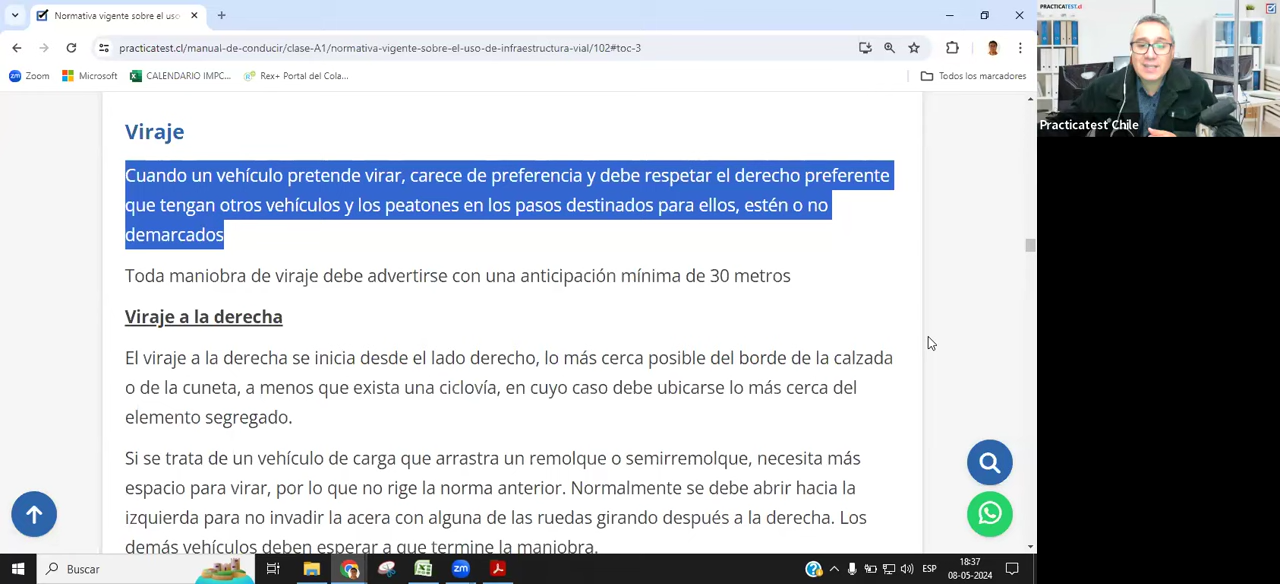 Normativa vigente sobre el uso
practicatest.cl/manual-de-conducir/clase-A1/normativa-vigente-sobre-el-uso-de-infraestructura-vial/102#toc-3
zm Zoom
Microsoft
CALENDARIO IMPC...
Rex+ Portal del Cola...
Todos los marcadores
PRACTICATEST.cl
Practicatest Chile
Viraje
Cuando un vehículo pretende virar, carece de preferencia y debe respetar el derecho preferente
que tengan otros vehículos y los peatones en los pasos destinados para ellos, estén o no
demarcados
Toda maniobra de viraje debe advertirse con una anticipación mínima de 30 metros
Viraje a la derecha
El viraje a la derecha se inicia desde el lado derecho, lo más cerca posible del borde de la calzada
o de la cuneta, a menos que exista una ciclovía, en cuyo caso debe ubicarse lo más cerca del
elemento segregado.
Si se trata de un vehículo de carga que arrastra un remolque o semirremolque, necesita más
espacio para virar, por lo que no rige la norma anterior. Normalmente se debe abrir hacia la
izquierda para no invadir la acera con alguna de las ruedas girando después a la derecha. Los
demás vehículos deben esperar a que termine la maniobra.
Buscar
zm
ESP
18:37
08-05-2024